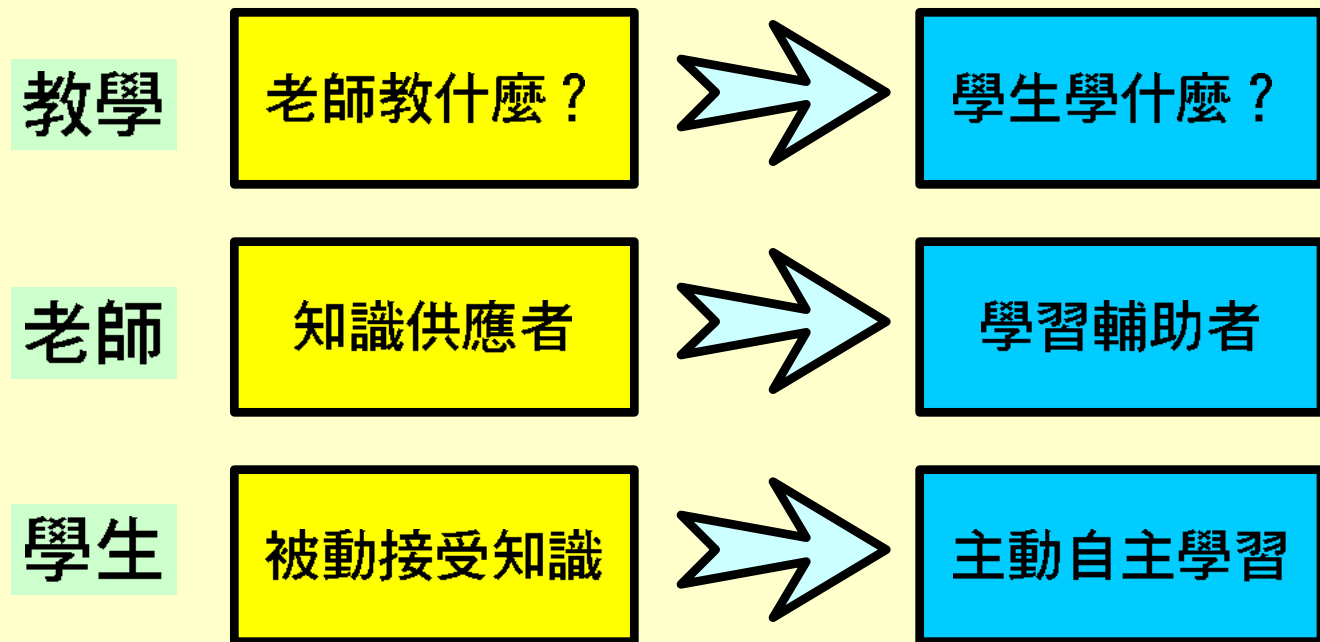 教學
老師教什麼？
學生學什麼？
老師
知識供應者
學習輔助者
學生
被動接受知識
主動自主學習